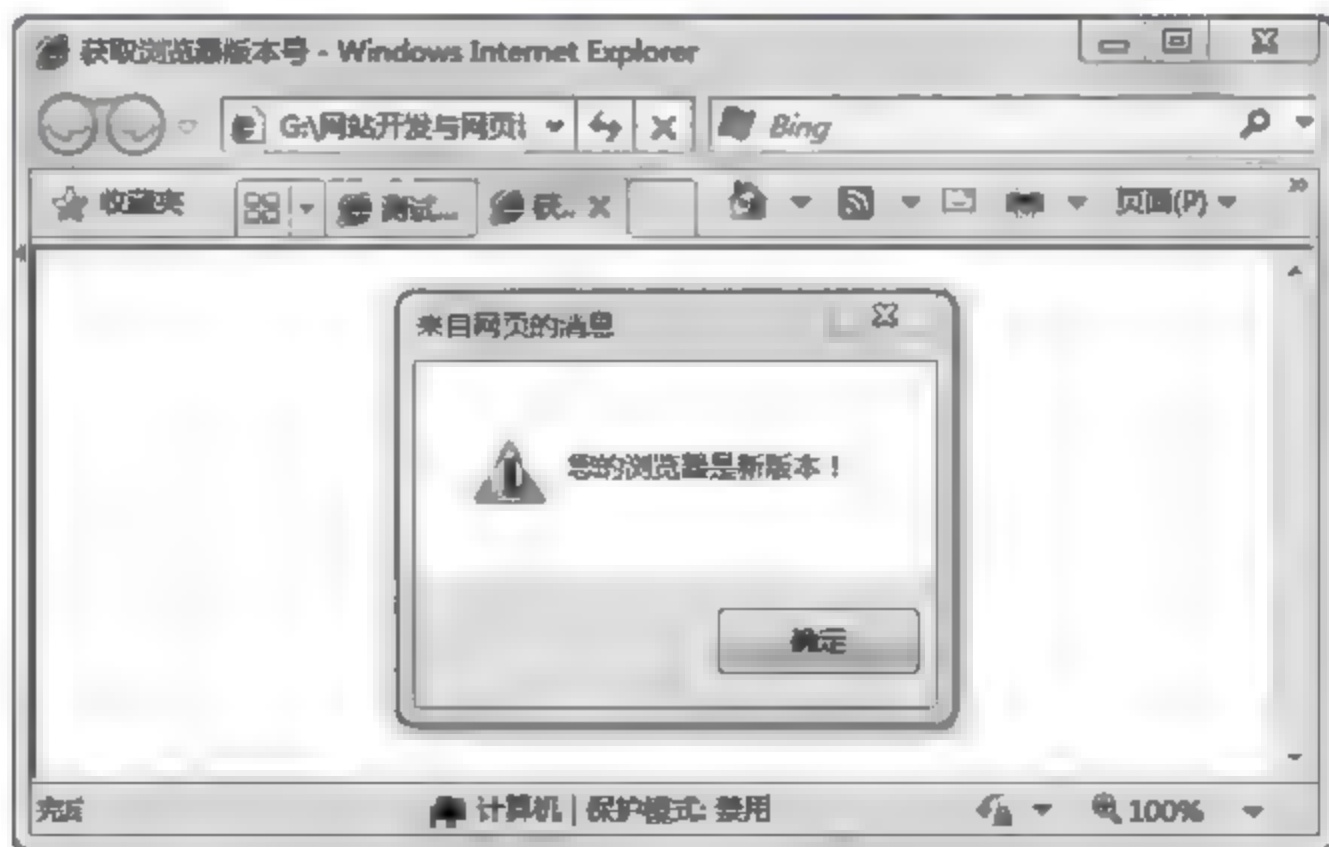 获取浏览器版本号 - Windows Internet Explorer
G:\网站开发与网页 Bing
收藏夹 测试... 获.. 页面(P)
来自网页的消息
您的浏览器是新版本！
确定
完成 计算机 | 保护模式: 禁用 100%